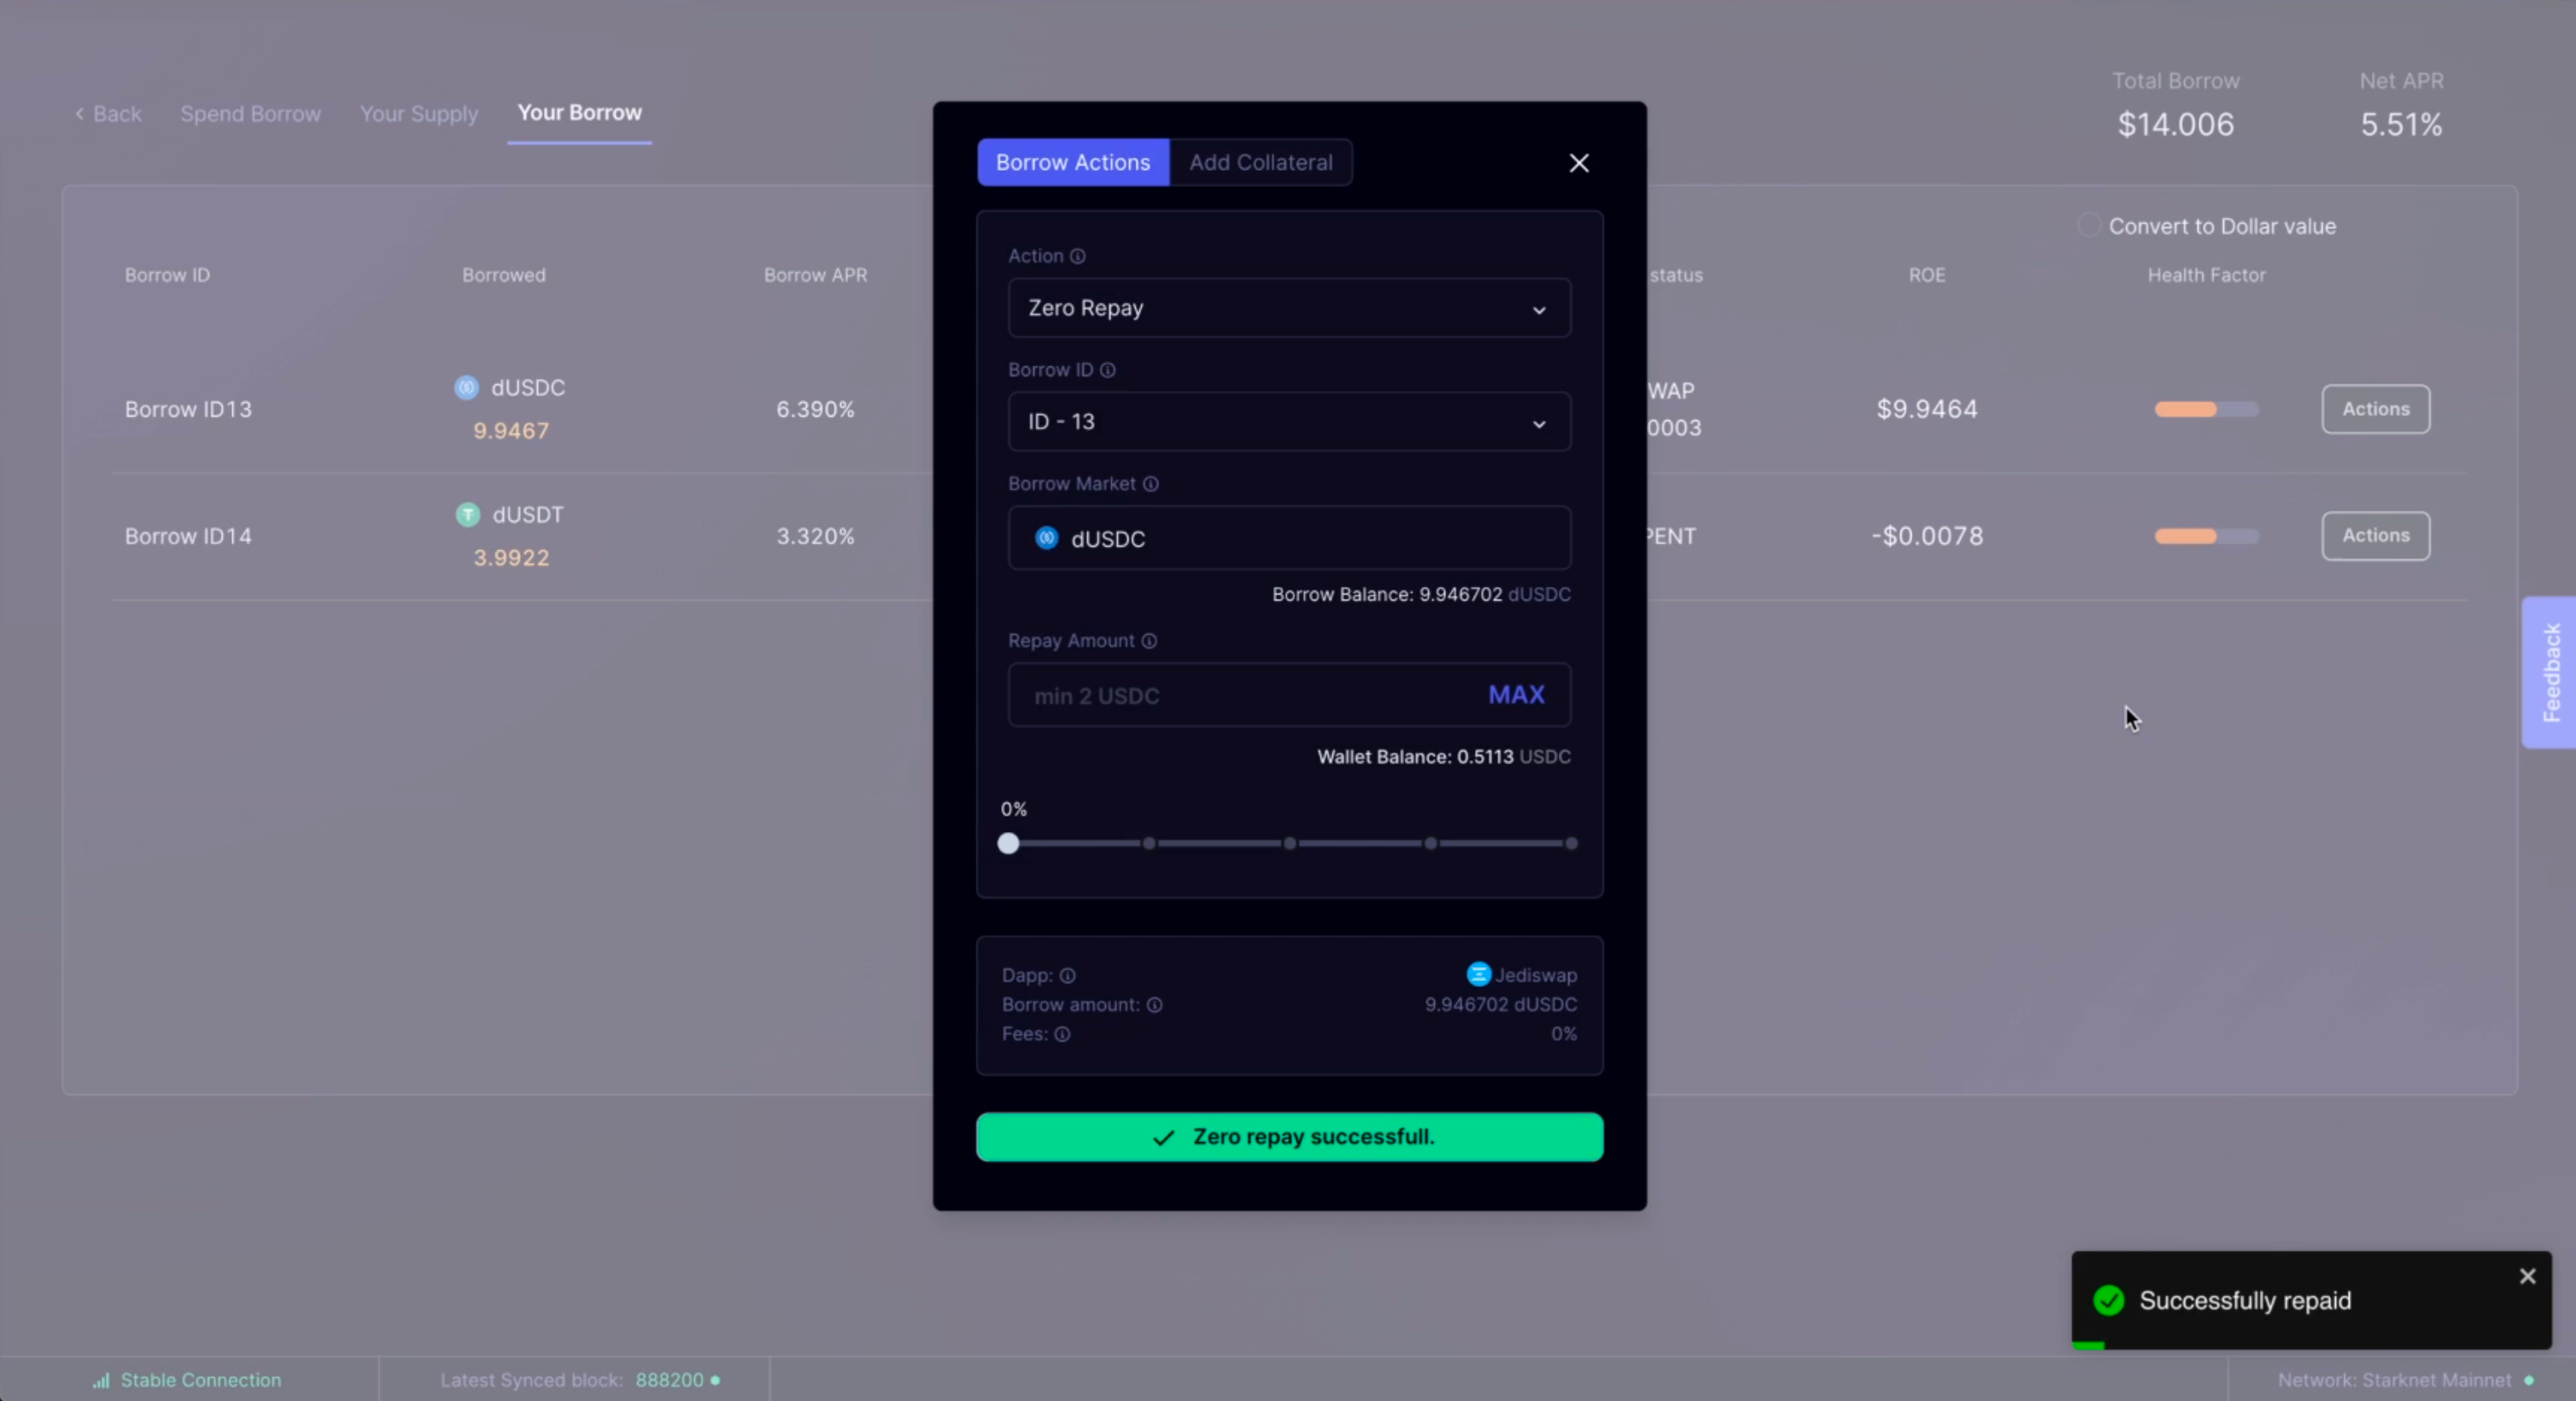 Back Spend Borrow Your Supply Your Borrow
Total Borrow Net APR
$14.006 5.51%
Convert to Dollar value
Borrow ID Borrowed Borrow APR status ROE Health Factor
dUSDC
Borrow ID13 6.390% WAP $9.9464 Actions
9.9467 0003
dUSDT
Borrow ID14 3.320% PENT -$0.0078 Actions
3.9922
Borrow Actions Add Collateral
Action
Zero Repay
Borrow ID
ID - 13
Borrow Market
dUSDC
Borrow Balance: 9.946702 dUSDC
Repay Amount
min 2 USDC MAX
Wallet Balance: 0.5113 USDC
0%
Dapp: Jediswap
Borrow amount: 9.946702 dUSDC
Fees: 0%
Zero repay successfull.
Feedback
Successfully repaid
Stable Connection Latest Synced block: 888200 Network: Starknet Mainnet